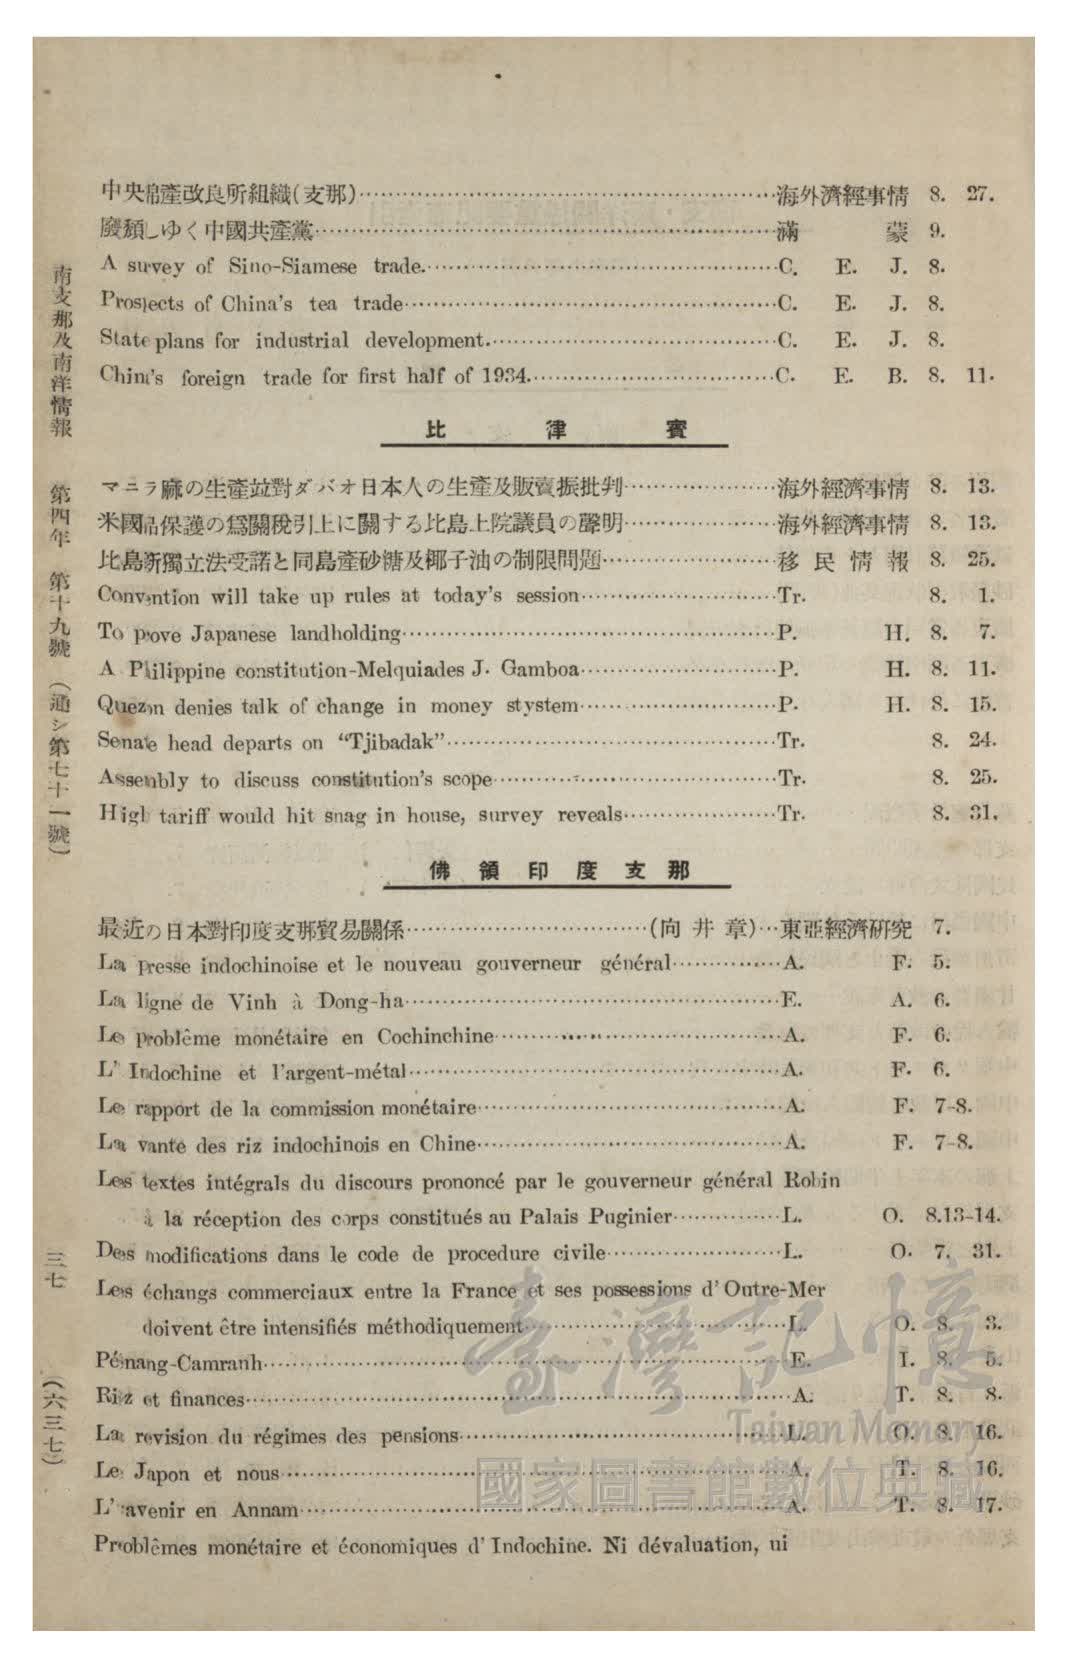 中央棉產改良所組織(支那)…海外濟經事情 8. 27.
廢頽しゆく中國共產黨…滿蒙 9.
A survey of Sino-Siamese trade.…C. E. J. 8.
Prospects of China's tea trade…C. E. J. 8.
State plans for industrial development.…C. E. J. 8.
China's foreign trade for first half of 1934.…C. E. B. 8. 11.
比律賓
マニラ麻の生產竝對ダバオ日本人の生產及販賣振批判…海外經濟事情 8. 13.
米國品保護の爲關稅引上に關する比島上院議員の聲明…海外經濟事情 8. 13.
比島新獨立法受諾と同島產砂糖及椰子油の制限問題…移民情報 8. 25.
Convention will take up rules at today's session…Tr. 8. 1.
To prove Japanese landholding…P. H. 8. 7.
A Philippine constitution-Melquiades J. Gamboa…P. H. 8. 11.
Quezon denies talk of change in money stystem…P. H. 8. 15.
Senate head departs on “Tjibadak”…Tr. 8. 24.
Assembly to discuss constitution's scope…Tr. 8. 25.
High tariff would hit snag in house, survey reveals…Tr. 8. 31.
佛領印度支那
最近の日本對印度支那貿易關係…(向井章)…東亞經濟研究 7.
La presse indochinoise et le nouveau gouverneur général…A. F. 5.
La ligne de Vinh à Dong-ha…E. A. 6.
Le problême monétaire en Cochinchine…A. F. 6.
L' Indochine et l'argent-métal…A. F. 6.
Le rapport de la commission monétaire…A. F. 7-8.
La vante des riz indochinois en Chine…A. F. 7-8.
Les textes intégrals du discours prononcé par le gouverneur général Robin
à la réception des corps constitués au Palais Puginier…L. O. 8.13-14.
Des modifications dans le code de procedure civile…L. O. 7. 31.
Les échangs commerciaux entre la France et ses possessions d' Outre-Mer
doivent être intensifiés méthodiquement…L. O. 8. 3.
Pénang-Camranh…E. I. 8. 5.
Riz et finances…A. T. 8. 8.
La revision du régimes des pensions…L. O. 8. 16.
Le Japon et nous…A. T. 8. 16.
L' avenir en Annam…A. T. 8. 17.
Problêmes monétaire et économiques d' Indochine. Ni dévaluation, ui
南支那及南洋情報 第四年 第十九號 (通シ第七十一號)
三七
(六三七)
臺灣記憶
Taiwan Memory
國家圖書館數位典藏